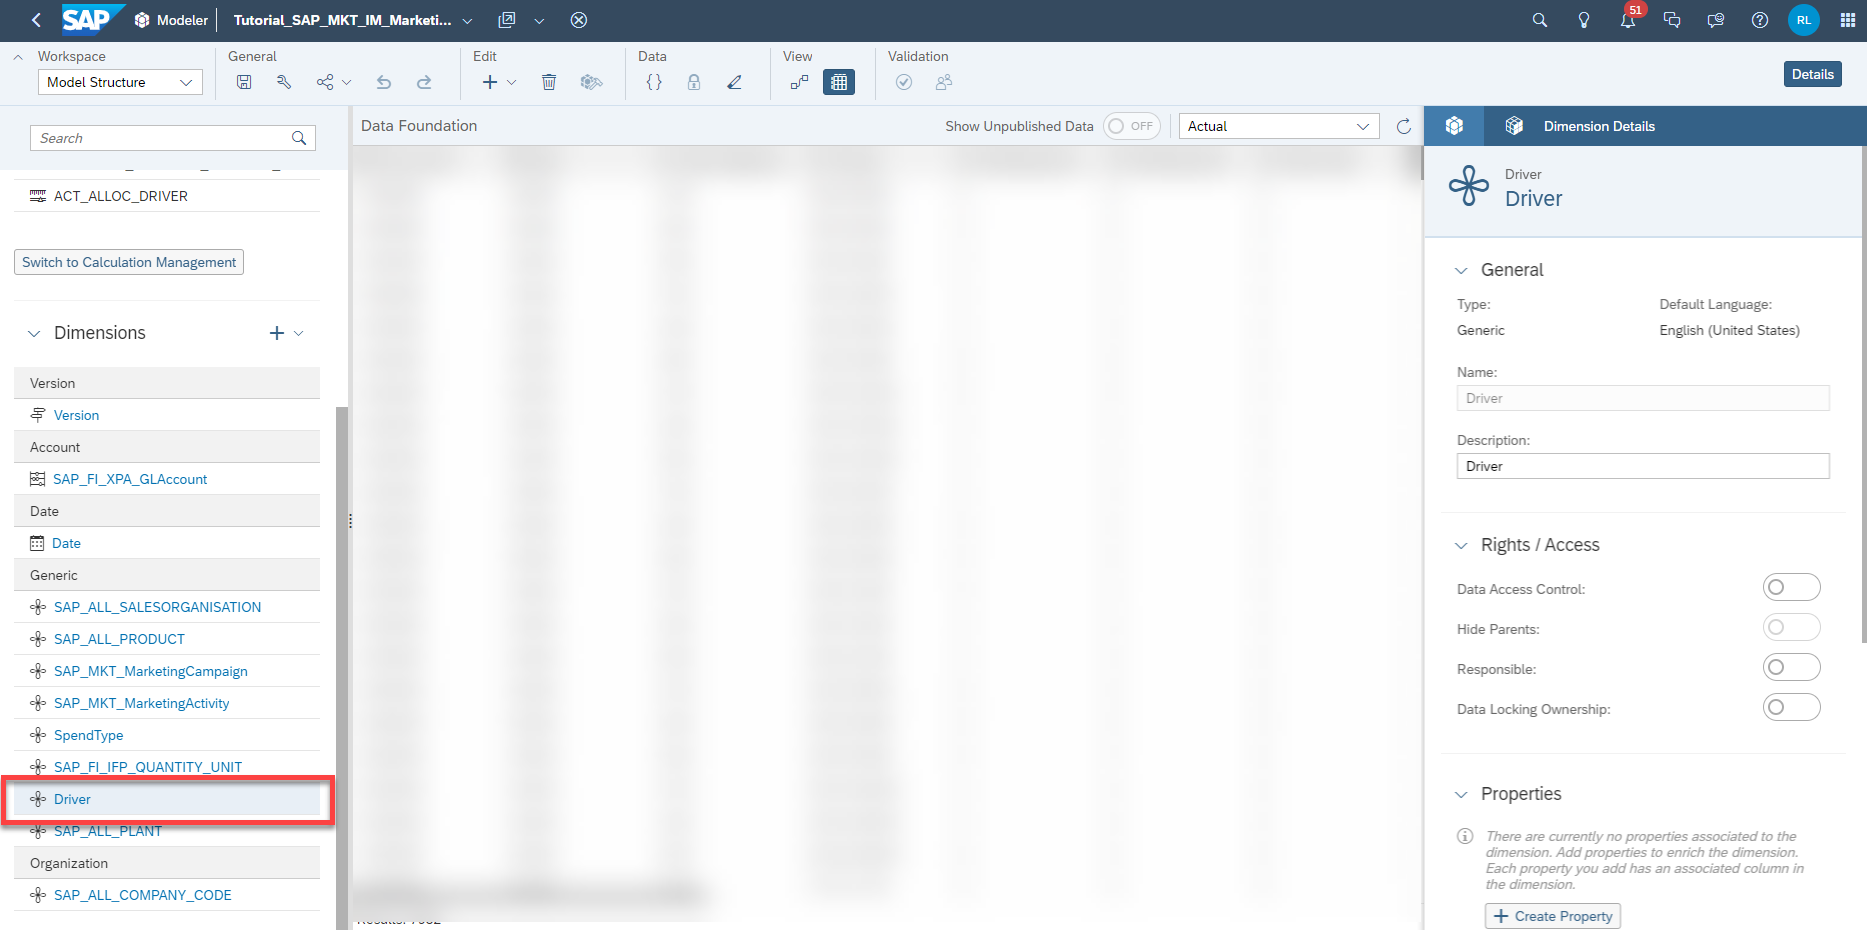 SAP Modeler Tutorial_SAP_MKT_IM_Marketi... 51 RL
Workspace General Edit Data View Validation
Model Structure Details
Search
Data Foundation Show Unpublished Data OFF Actual
Dimension Details
ACT_ALLOC_DRIVER
Switch to Calculation Management
Dimensions
Version
Version
Account
SAP_FI_XPA_GLAccount
Date
Date
Generic
SAP_ALL_SALESORGANISATION
SAP_ALL_PRODUCT
SAP_MKT_MarketingCampaign
SAP_MKT_MarketingActivity
SpendType
SAP_FI_IFP_QUANTITY_UNIT
Driver
SAP_ALL_PLANT
Organization
SAP_ALL_COMPANY_CODE
Driver
Driver
General
Type: Default Language:
Generic English (United States)
Name:
Driver
Description:
Driver
Rights / Access
Data Access Control:
Hide Parents:
Responsible:
Data Locking Ownership:
Properties
There are currently no properties associated to the
dimension. Add properties to enrich the dimension.
Each property you add has an associated column in
the dimension.
Create Property